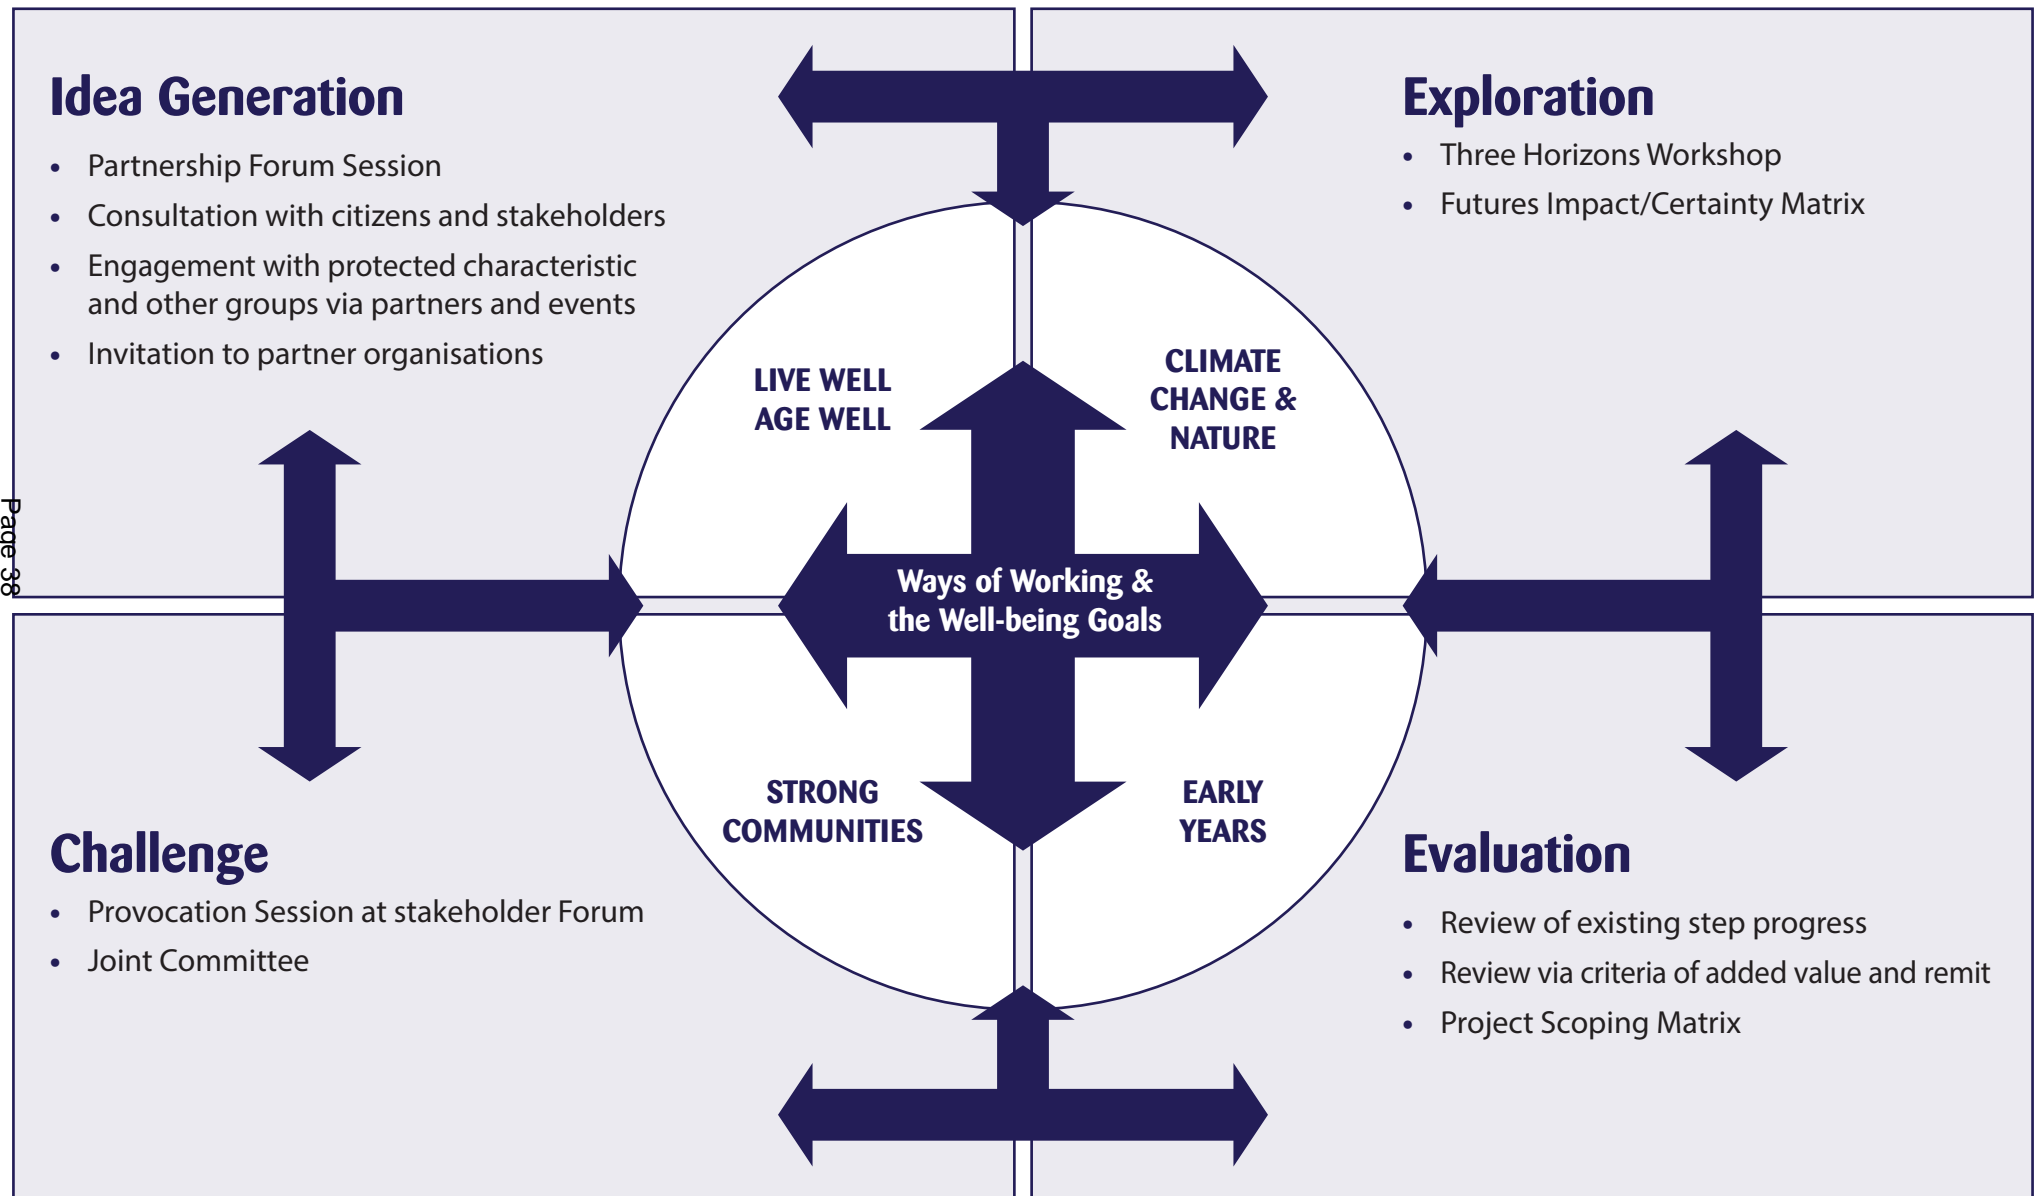 Idea Generation
• Partnership Forum Session
• Consultation with citizens and stakeholders
• Engagement with protected characteristic
and other groups via partners and events
• Invitation to partner organisations
Exploration
• Three Horizons Workshop
• Futures Impact/Certainty Matrix
LIVE WELL
AGE WELL
CLIMATE
CHANGE &
NATURE
Ways of Working &
the Well-being Goals
STRONG
COMMUNITIES
EARLY
YEARS
Challenge
• Provocation Session at stakeholder Forum
• Joint Committee
Evaluation
• Review of existing step progress
• Review via criteria of added value and remit
• Project Scoping Matrix
Page 38